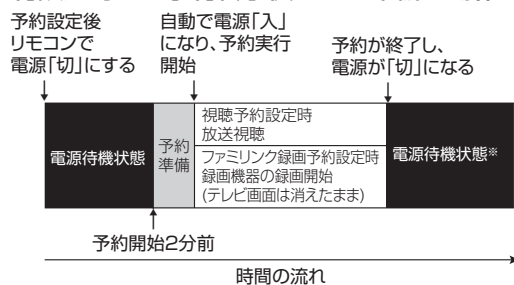 予約設定後
リモコンで
電源「切」にする
自動で電源「入」
になり、予約実行
開始
予約が終了し、
電源が「切」になる
電源待機状態
予約
準備
視聴予約設定時
放送視聴
ファミリンク録画予約設定時
録画機器の録画開始
(テレビ画面は消えたまま)
電源待機状態※
予約開始2分前
時間の流れ